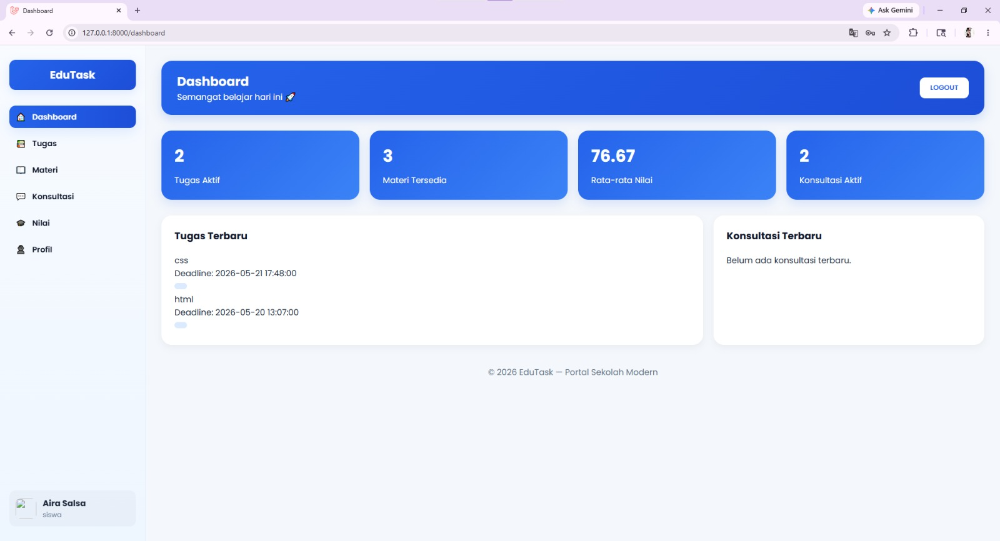 Dashboard
Ask Gemini
127.0.0.1:8000/dashboard
EduTask
Dashboard
Tugas
Materi
Konsultasi
Nilai
Profil
Aira Salsa
siswa
Dashboard
Semangat belajar hari ini 🚀
LOGOUT
2
Tugas Aktif
3
Materi Tersedia
76.67
Rata-rata Nilai
2
Konsultasi Aktif
Tugas Terbaru
css
Deadline: 2026-05-21 17:48:00
html
Deadline: 2026-05-20 13:07:00
Konsultasi Terbaru
Belum ada konsultasi terbaru.
© 2026 EduTask — Portal Sekolah Modern